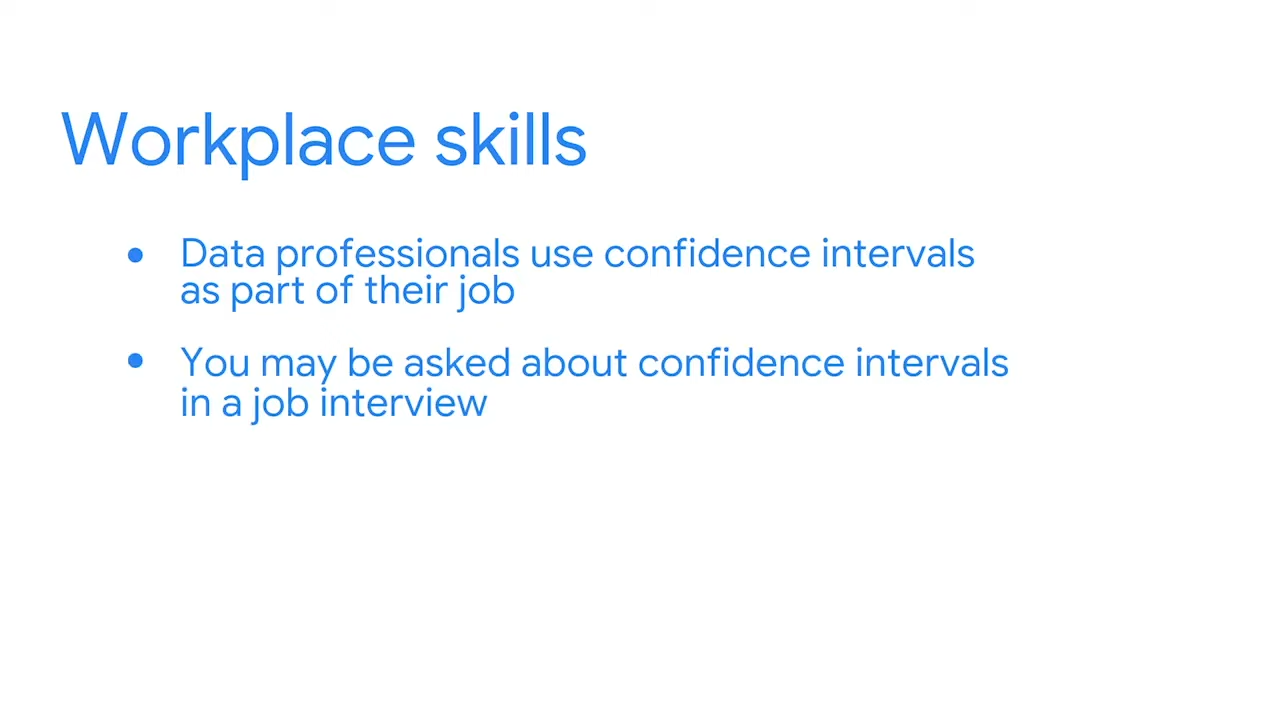 Workplace skills
• Data professionals use confidence intervals
as part of their job
• You may be asked about confidence intervals
in a job interview